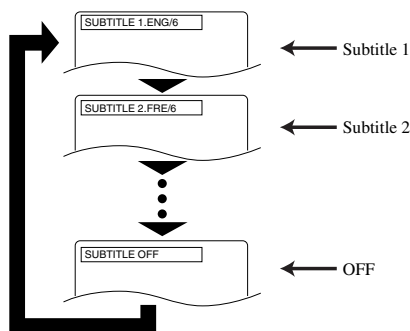 SUBTITLE 1.ENG/6
Subtitle 1
SUBTITLE 2.FRE/6
Subtitle 2
SUBTITLE OFF
OFF